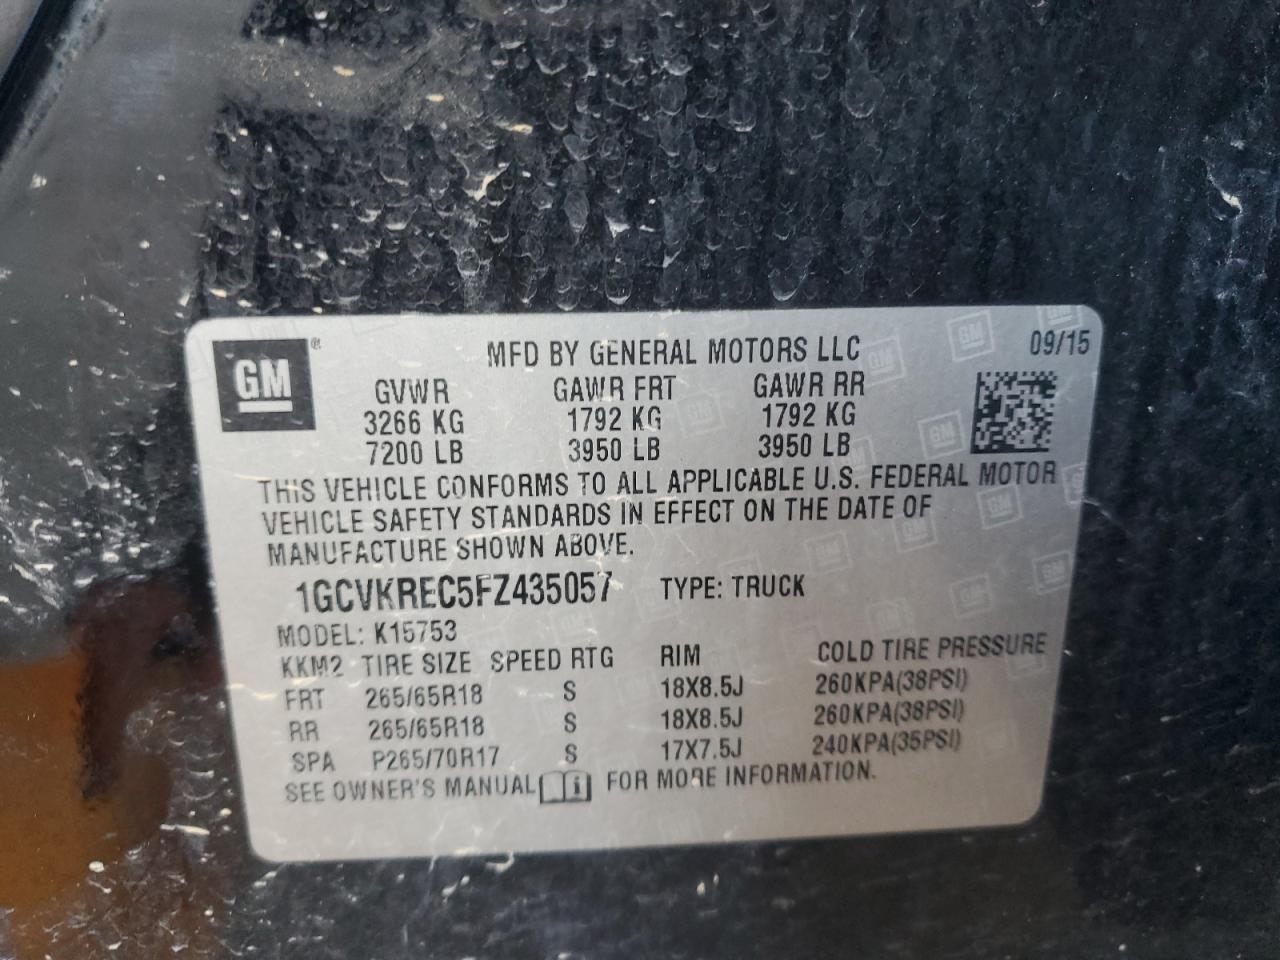 GM® MFD BY GENERAL MOTORS LLC 09/15
GVWR GAWR FRT GAWR RR
3266 KG 1792 KG 1792 KG
7200 LB 3950 LB 3950 LB
THIS VEHICLE CONFORMS TO ALL APPLICABLE U.S. FEDERAL MOTOR
VEHICLE SAFETY STANDARDS IN EFFECT ON THE DATE OF
MANUFACTURE SHOWN ABOVE.
1GCVKREC5FZ435057 TYPE: TRUCK
MODEL: K15753
KKM2 TIRE SIZE SPEED RTG RIM COLD TIRE PRESSURE
FRT 265/65R18 S 18X8.5J 260KPA(38PSI)
RR 265/65R18 S 18X8.5J 260KPA(38PSI)
SPA P265/70R17 S 17X7.5J 240KPA(35PSI)
SEE OWNER'S MANUAL i FOR MORE INFORMATION.